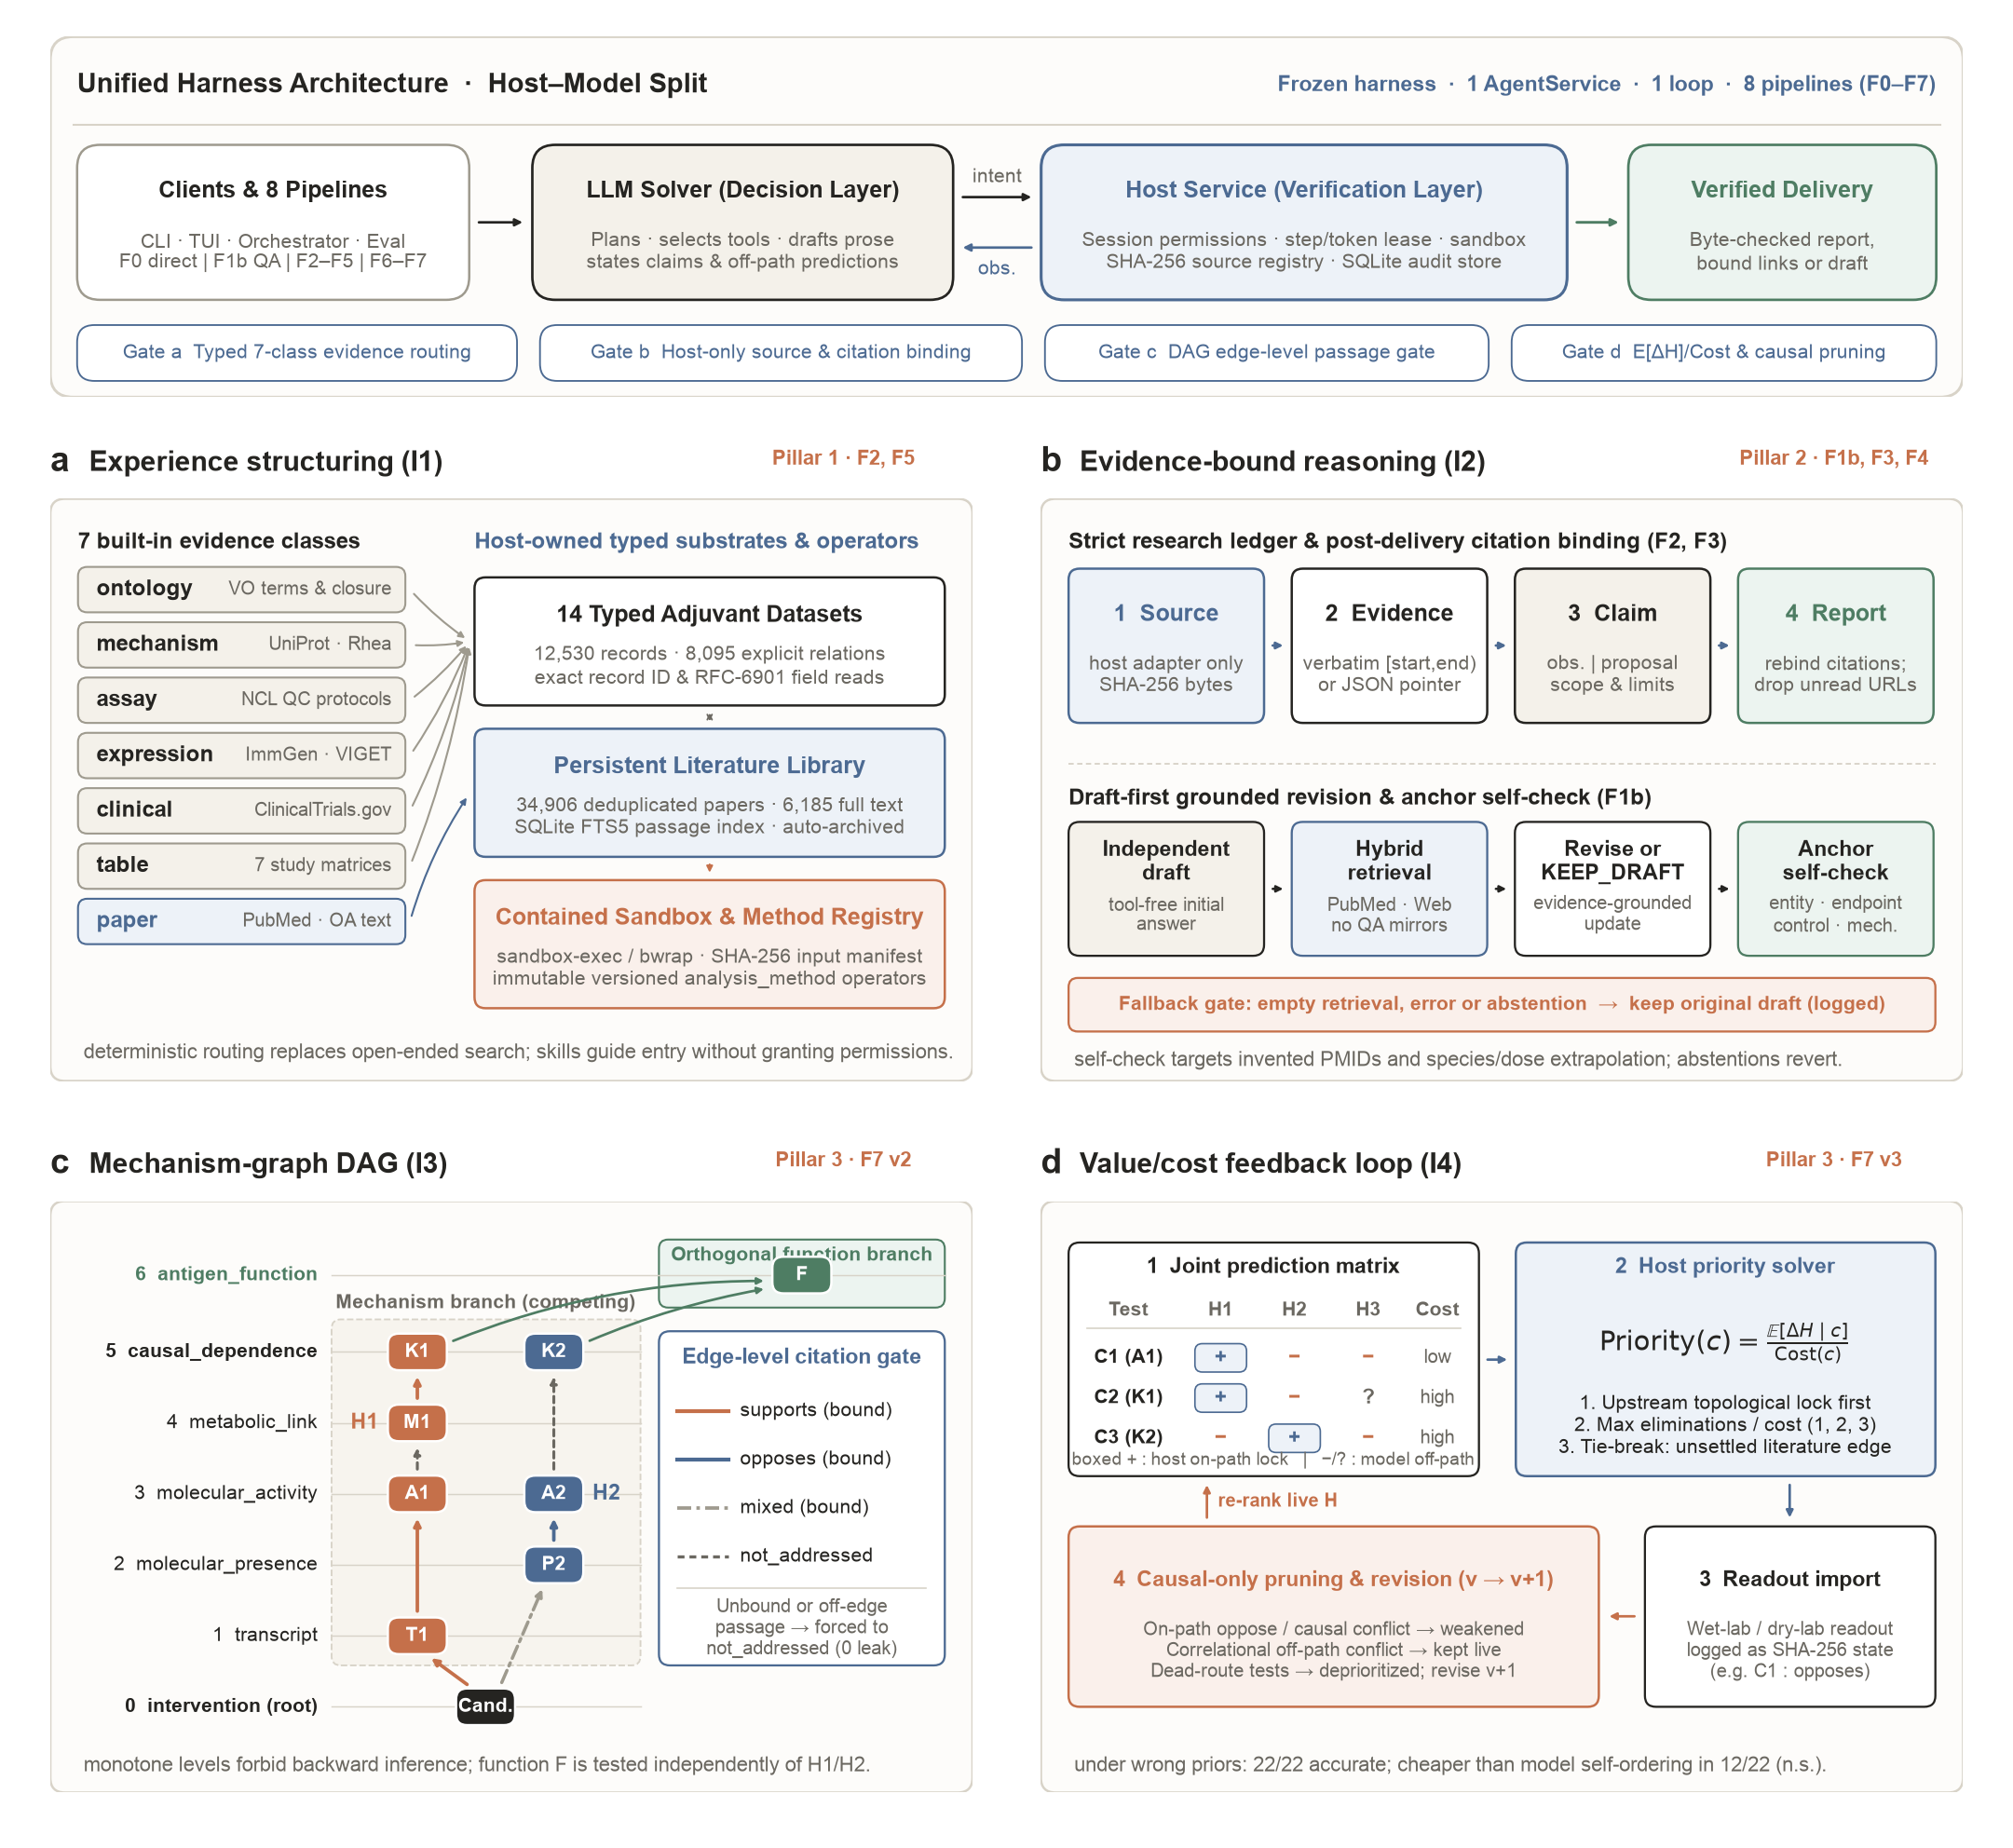 Unified Harness Architecture · Host–Model Split
Frozen harness · 1 AgentService · 1 loop · 8 pipelines (F0–F7)
Clients & 8 Pipelines
CLI · TUI · Orchestrator · Eval
F0 direct | F1b QA | F2–F5 | F6–F7
LLM Solver (Decision Layer)
Plans · selects tools · drafts prose
states claims & off-path predictions
intent
obs.
Host Service (Verification Layer)
Session permissions · step/token lease · sandbox
SHA-256 source registry · SQLite audit store
Verified Delivery
Byte-checked report,
bound links or draft
Gate a Typed 7-class evidence routing
Gate b Host-only source & citation binding
Gate c DAG edge-level passage gate
Gate d E[ΔH]/Cost & causal pruning
a Experience structuring (I1)
Pillar 1 · F2, F5
7 built-in evidence classes
ontology VO terms & closure
mechanism UniProt · Rhea
assay NCL QC protocols
expression ImmGen · VIGET
clinical ClinicalTrials.gov
table 7 study matrices
paper PubMed · OA text
Host-owned typed substrates & operators
14 Typed Adjuvant Datasets
12,530 records · 8,095 explicit relations
exact record ID & RFC-6901 field reads
Persistent Literature Library
34,906 deduplicated papers · 6,185 full text
SQLite FTS5 passage index · auto-archived
Contained Sandbox & Method Registry
sandbox-exec / bwrap · SHA-256 input manifest
immutable versioned analysis_method operators
deterministic routing replaces open-ended search; skills guide entry without granting permissions.
b Evidence-bound reasoning (I2)
Pillar 2 · F1b, F3, F4
Strict research ledger & post-delivery citation binding (F2, F3)
1 Source
host adapter only
SHA-256 bytes
2 Evidence
verbatim [start,end)
or JSON pointer
3 Claim
obs. | proposal
scope & limits
4 Report
rebind citations;
drop unread URLs
Draft-first grounded revision & anchor self-check (F1b)
Independent
draft
tool-free initial
answer
Hybrid
retrieval
PubMed · Web
no QA mirrors
Revise or
KEEP_DRAFT
evidence-grounded
update
Anchor
self-check
entity · endpoint
control · mech.
Fallback gate: empty retrieval, error or abstention → keep original draft (logged)
self-check targets invented PMIDs and species/dose extrapolation; abstentions revert.
c Mechanism-graph DAG (I3)
Pillar 3 · F7 v2
Orthogonal function branch
6 antigen_function
F
Mechanism branch (competing)
5 causal_dependence
K1
K2
4 metabolic_link
H1
M1
3 molecular_activity
A1
A2
H2
2 molecular_presence
P2
1 transcript
T1
0 intervention (root)
Cand.
Edge-level citation gate
supports (bound)
opposes (bound)
mixed (bound)
not_addressed
Unbound or off-edge
passage → forced to
not_addressed (0 leak)
monotone levels forbid backward inference; function F is tested independently of H1/H2.
d Value/cost feedback loop (I4)
Pillar 3 · F7 v3
1 Joint prediction matrix
Test H1 H2 H3 Cost
C1 (A1) + − − low
C2 (K1) + − ? high
C3 (K2) − + − high
boxed + : host on-path lock | −/? : model off-path
2 Host priority solver
Priority(c) = 𝔼[ΔH | c] / Cost(c)
1. Upstream topological lock first
2. Max eliminations / cost (1, 2, 3)
3. Tie-break: unsettled literature edge
re-rank live H
4 Causal-only pruning & revision (v → v+1)
On-path oppose / causal conflict → weakened
Correlational off-path conflict → kept live
Dead-route tests → deprioritized; revise v+1
3 Readout import
Wet-lab / dry-lab readout
logged as SHA-256 state
(e.g. C1 : opposes)
under wrong priors: 22/22 accurate; cheaper than model self-ordering in 12/22 (n.s.).